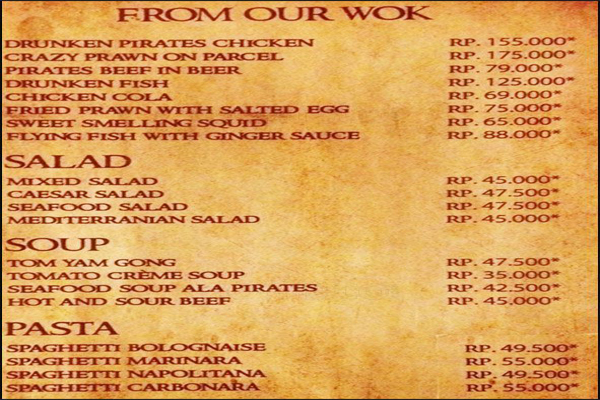 FROM OUR WOK
DRUNKEN PIRATES CHICKEN RP. 155.000*
CRAZY PRAWN ON PARCEL RP. 175.000*
PIRATES BEEF IN BEER RP. 79.000*
DRUNKEN FISH RP. 125.000*
CHICKEN COLA RP. 69.000*
FRIED PRAWN WITH SALTED EGG RP. 75.000*
SWEET SMELLING SQUID RP. 65.000*
FLYING FISH WITH GINGER SAUCE RP. 88.000*
SALAD
MIXED SALAD RP. 45.000*
CAESAR SALAD RP. 47.500*
SEAFOOD SALAD RP. 47.500*
MEDITERRANIAN SALAD RP. 45.000*
SOUP
TOM YAM GONG RP. 47.500*
TOMATO CRÈME SOUP RP. 35.000*
SEAFOOD SOUP ALA PIRATES RP. 42.500*
HOT AND SOUR BEEF RP. 45.000*
PASTA
SPAGHETTI BOLOGNAISE RP. 49.500*
SPAGHETTI MARINARA RP. 55.000*
SPAGHETTI NAPOLITANA RP. 49.500*
SPAGHETTI CARBONARA RP. 55.000*